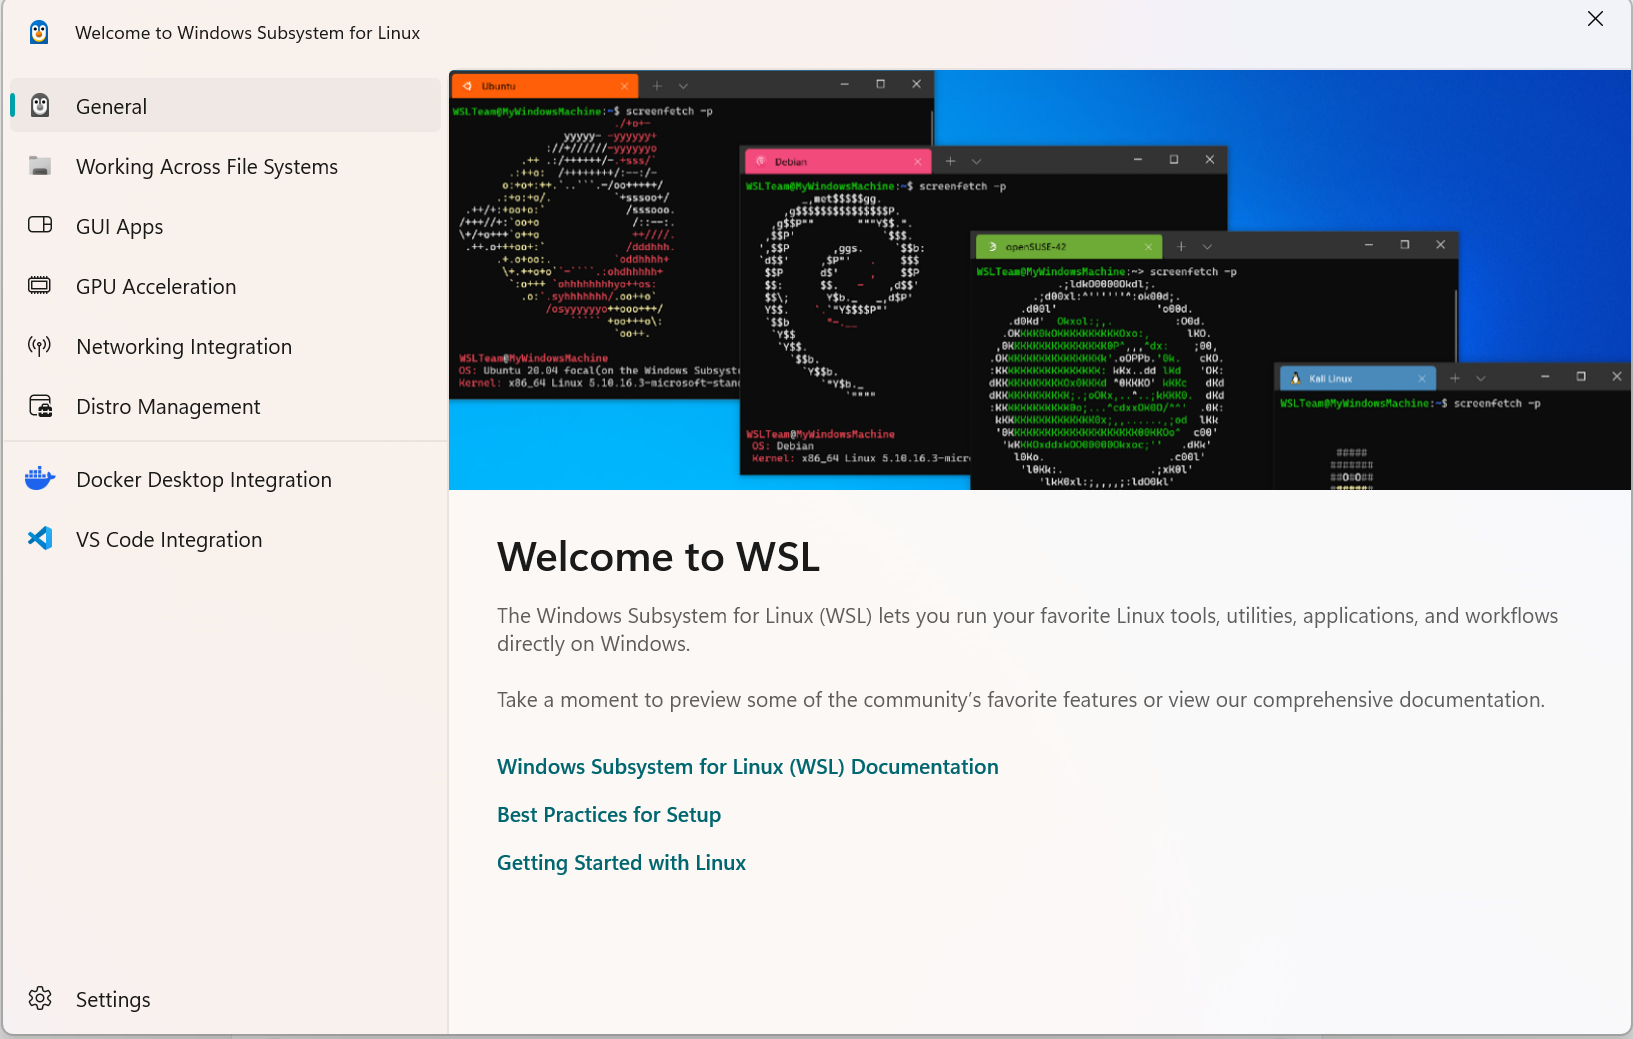 Welcome to Windows Subsystem for Linux
General
Working Across File Systems
GUI Apps
GPU Acceleration
Networking Integration
Distro Management
Docker Desktop Integration
VS Code Integration
Settings
Ubuntu
WSLTeam@MyWindowsMachine:~$ screenfetch -p
WSLTeam@MyWindowsMachine
OS: Ubuntu 20.04 focal(on the Windows Subsyst
Kernel: x86_64 Linux 5.10.16.3-microsoft-stan
Debian
WSLTeam@MyWindowsMachine:~$ screenfetch -p
WSLTeam@MyWindowsMachine
OS: Debian
Kernel: x86_64 Linux 5.10.16.3-micr
openSUSE-42
WSLTeam@MyWindowsMachine:~> screenfetch -p
Kali Linux
WSLTeam@MyWindowsMachine:~$ screenfetch -p
Welcome to WSL
The Windows Subsystem for Linux (WSL) lets you run your favorite Linux tools, utilities, applications, and workflows
directly on Windows.
Take a moment to preview some of the community’s favorite features or view our comprehensive documentation.
Windows Subsystem for Linux (WSL) Documentation
Best Practices for Setup
Getting Started with Linux